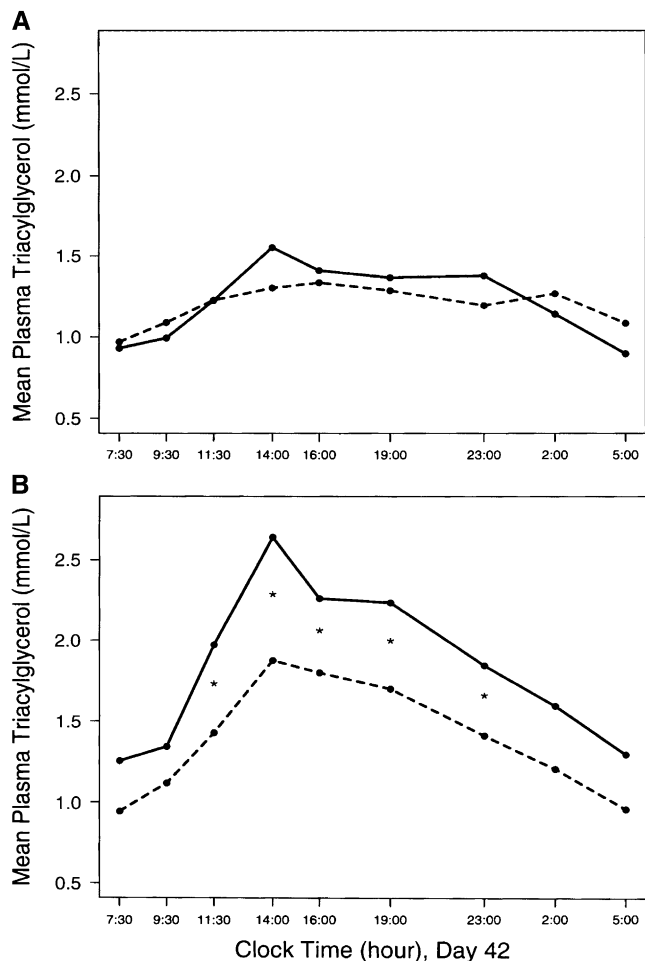 A
Mean Plasma Triacylglycerol (mmol/L)
2.5
2.0
1.5
1.0
0.5
7:30 9:30 11:30 14:00 16:00 19:00 23:00 2:00 5:00
B
Mean Plasma Triacylglycerol (mmol/L)
2.5
2.0
1.5
1.0
0.5
* * * * *
7:30 9:30 11:30 14:00 16:00 19:00 23:00 2:00 5:00
Clock Time (hour), Day 42